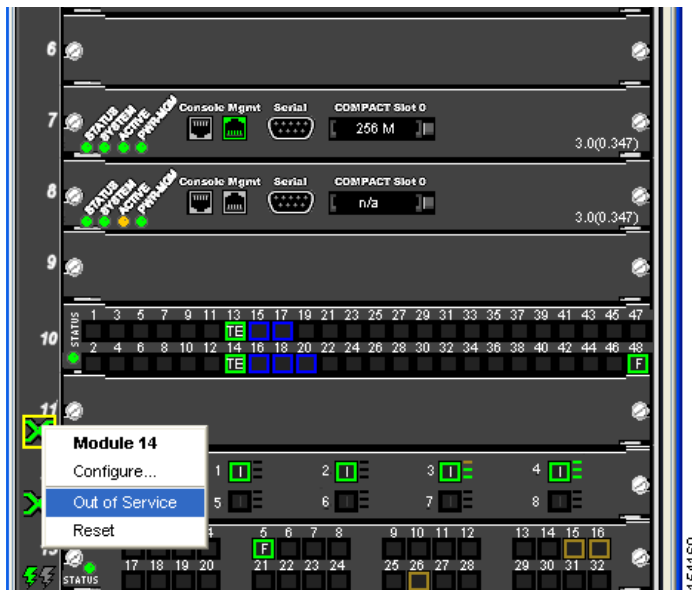 6
7
STATUS SYSTEM ACTIVE PWR-MGM
Console Mgmt Serial COMPACT Slot 0
256 M
3.0(0.347)
8
STATUS SYSTEM ACTIVE PWR-MGM
Console Mgmt Serial COMPACT Slot 0
n/a
3.0(0.347)
9
10
STATUS
1 3 5 7 9 11 13 15 17 19 21 23 25 27 29 31 33 35 37 39 41 43 45 47
TE
2 4 6 8 10 12 14 16 18 20 22 24 26 28 30 32 34 36 38 40 42 44 46 48
TE F
11
Module 14
Configure...
Out of Service
Reset
1 I 2 I 3 I 4 I
5 6 7 8
5 6 7 8 9 10 11 12 13 14 15 16
F
17 18 19 20 21 22 23 24 25 26 27 28 29 30 31 32
STATUS